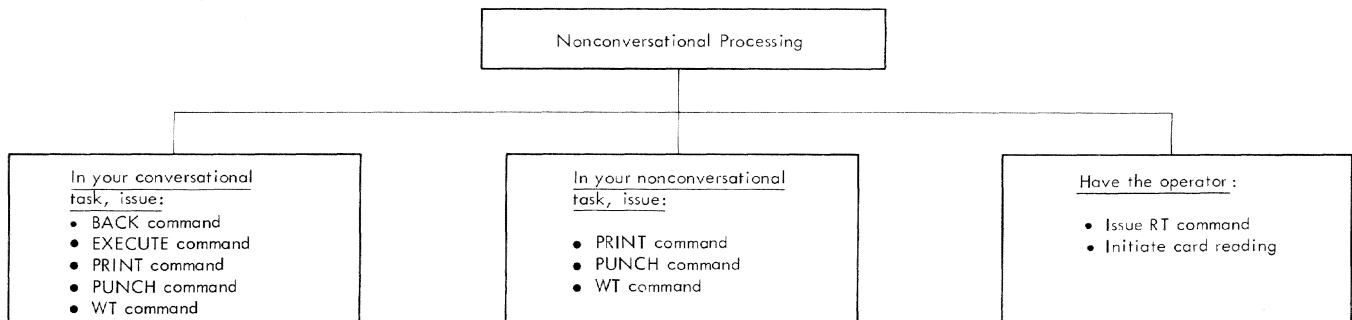 Nonconversational Processing
In your conversational
task, issue:
• BACK command
• EXECUTE command
• PRINT command
• PUNCH command
• WT command
In your nonconversational
task, issue:
• PRINT command
• PUNCH command
• WT command
Have the operator:
• Issue RT command
• Initiate card reading